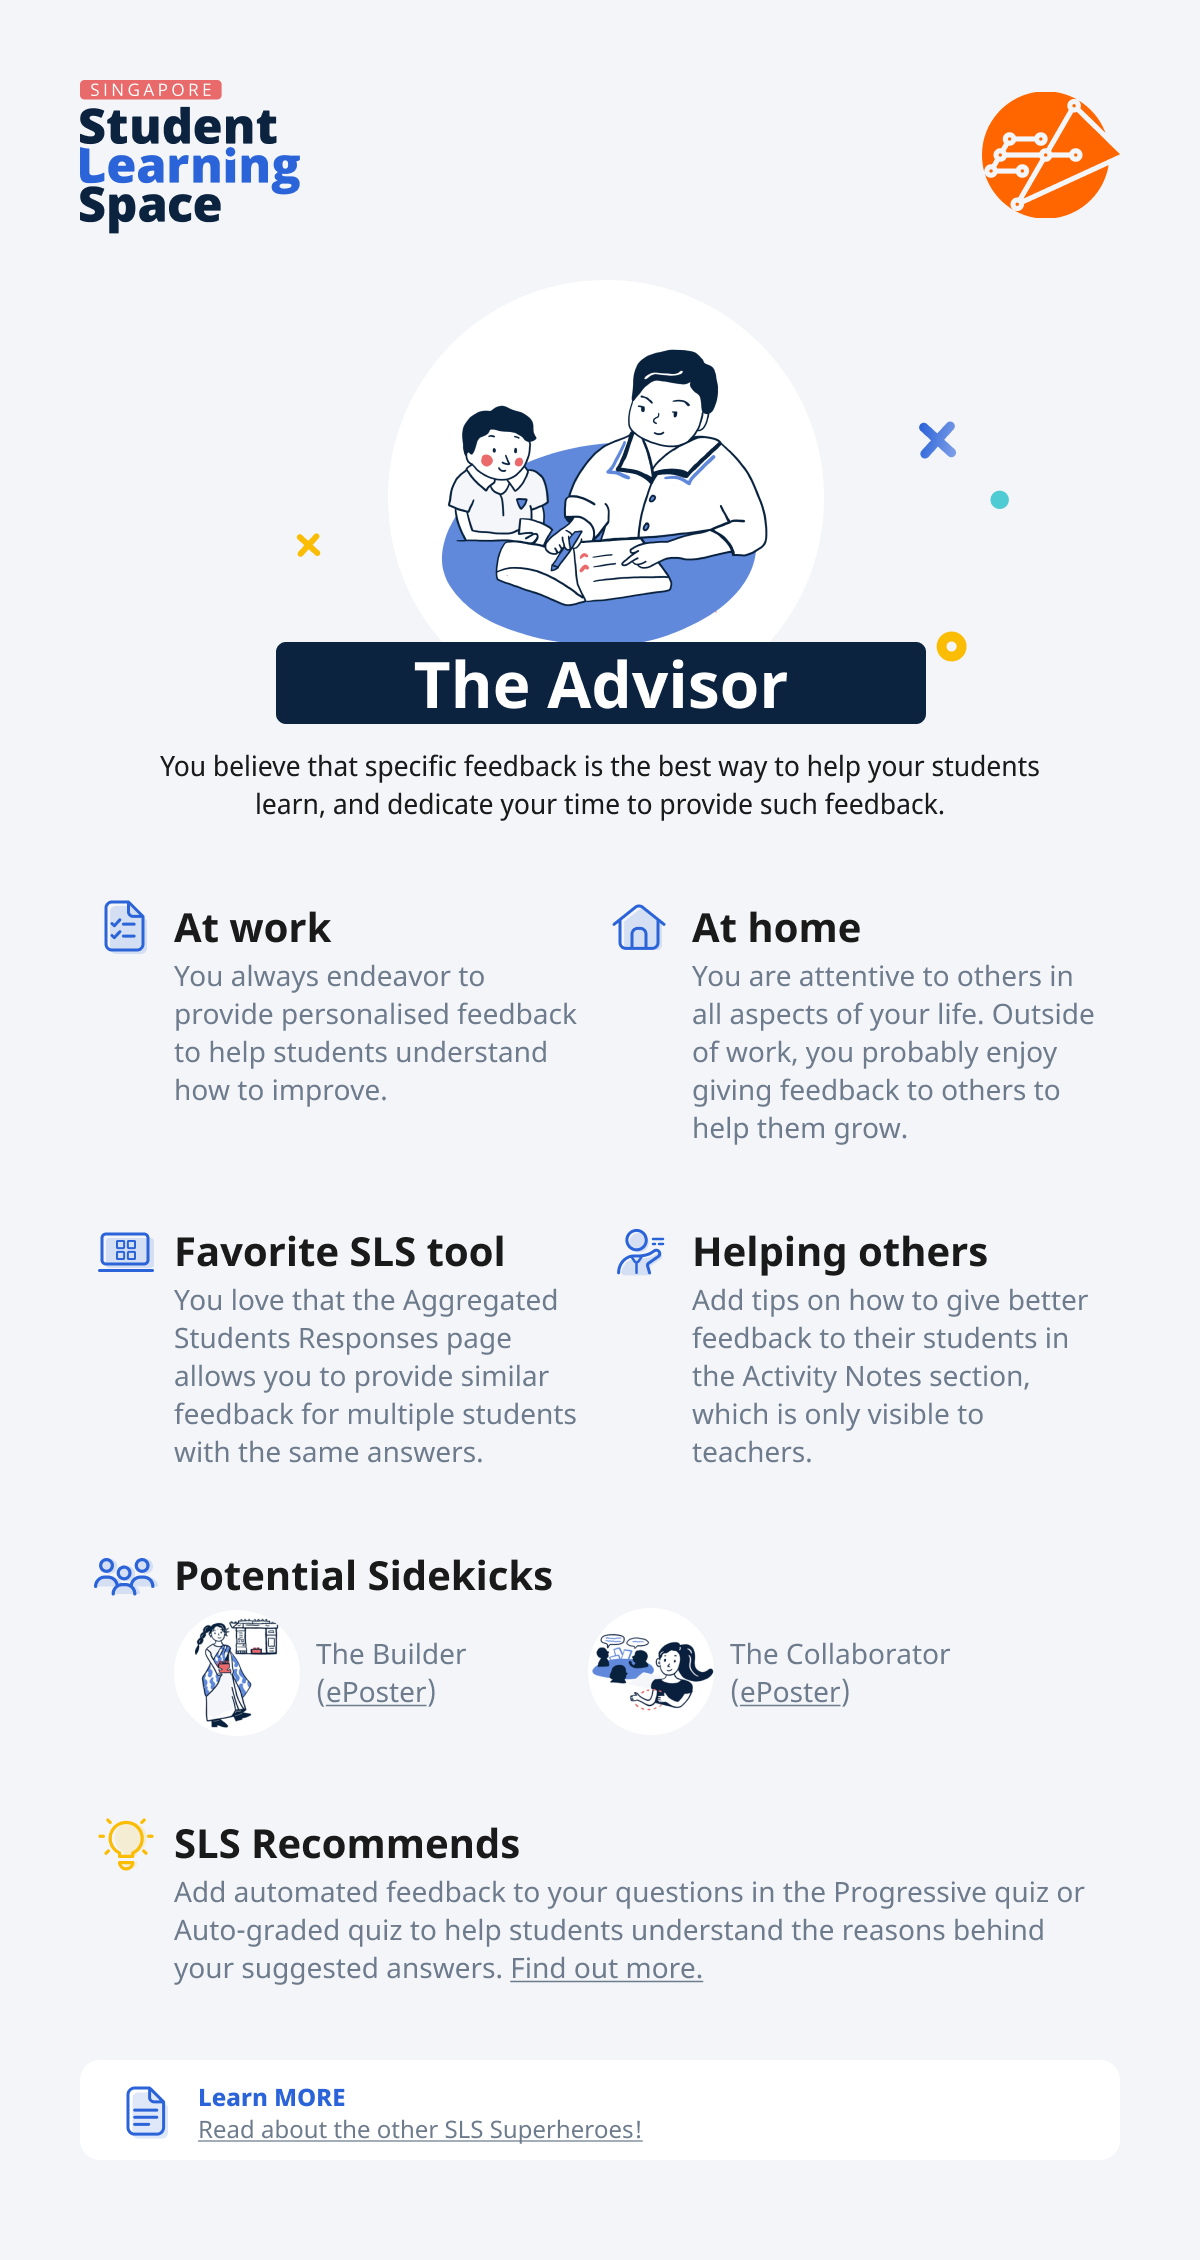 SINGAPORE
Student
Learning
Space
The Advisor
You believe that specific feedback is the best way to help your students
learn, and dedicate your time to provide such feedback.
At work
You always endeavor to
provide personalised feedback
to help students understand
how to improve.
At home
You are attentive to others in
all aspects of your life. Outside
of work, you probably enjoy
giving feedback to others to
help them grow.
Favorite SLS tool
You love that the Aggregated
Students Responses page
allows you to provide similar
feedback for multiple students
with the same answers.
Helping others
Add tips on how to give better
feedback to their students in
the Activity Notes section,
which is only visible to
teachers.
Potential Sidekicks
The Builder
(ePoster)
The Collaborator
(ePoster)
SLS Recommends
Add automated feedback to your questions in the Progressive quiz or
Auto-graded quiz to help students understand the reasons behind
your suggested answers. Find out more.
Learn MORE
Read about the other SLS Superheroes!